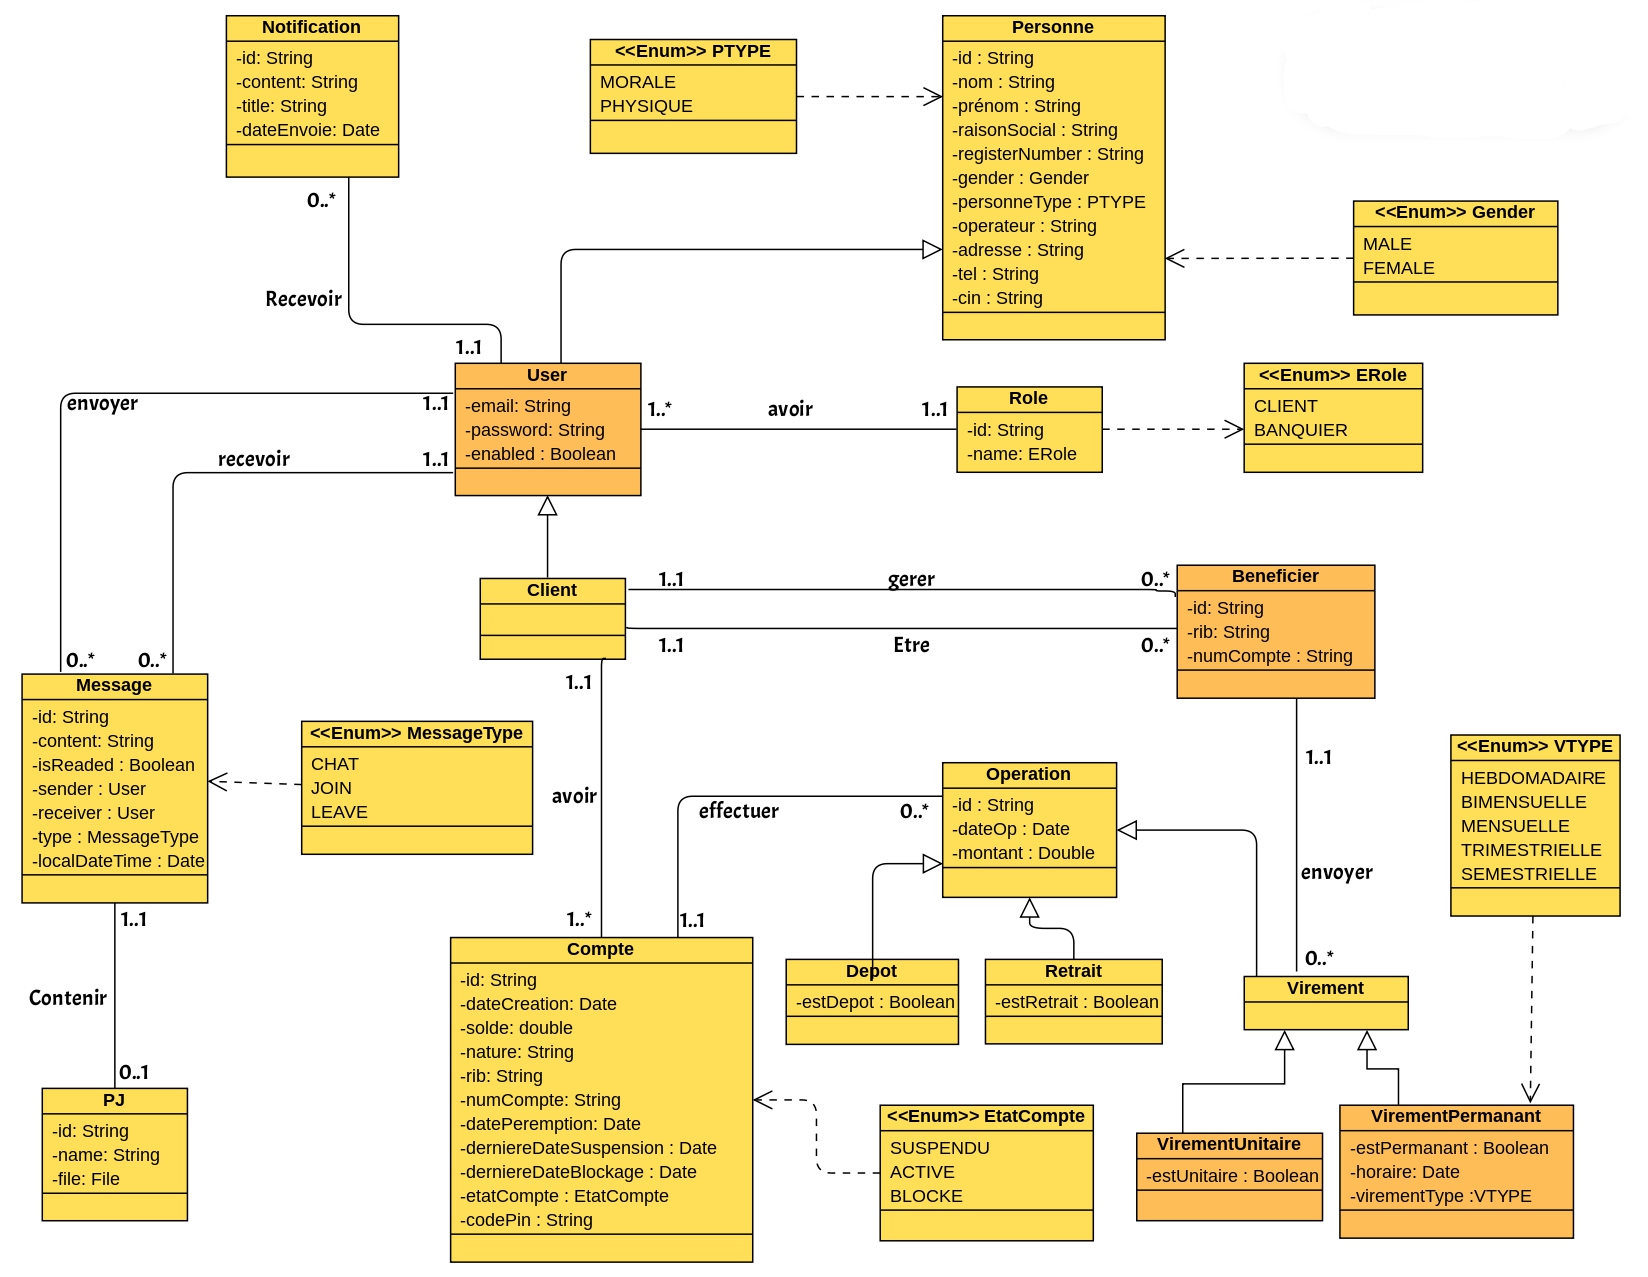 Notification
-id: String
-content: String
-title: String
-dateEnvoie: Date
<<Enum>> PTYPE
MORALE
PHYSIQUE
Personne
-id : String
-nom : String
-prénom : String
-raisonSocial : String
-registerNumber : String
-gender : Gender
-personneType : PTYPE
-operateur : String
-adresse : String
-tel : String
-cin : String
<<Enum>> Gender
MALE
FEMALE
0..*
Recevoir
1..1
User
-email: String
-password: String
-enabled : Boolean
envoyer
1..1
recevoir
1..1
1..*
avoir
1..1
Role
-id: String
-name: ERole
<<Enum>> ERole
CLIENT
BANQUIER
Client
1..1
gerer
0..*
1..1
Etre
0..*
Beneficier
-id: String
-rib: String
-numCompte : String
0..*
0..*
Message
-id: String
-content: String
-isReaded : Boolean
-sender : User
-receiver : User
-type : MessageType
-localDateTime : Date
<<Enum>> MessageType
CHAT
JOIN
LEAVE
1..1
avoir
1..*
effectuer
0..*
1..1
Operation
-id : String
-dateOp : Date
-montant : Double
1..1
envoyer
0..*
<<Enum>> VTYPE
HEBDOMADAIRE
BIMENSUELLE
MENSUELLE
TRIMESTRIELLE
SEMESTRIELLE
1..1
Contenir
0..1
PJ
-id: String
-name: String
-file: File
Compte
-id: String
-dateCreation: Date
-solde: double
-nature: String
-rib: String
-numCompte: String
-datePeremption: Date
-derniereDateSuspension : Date
-derniereDateBlockage : Date
-etatCompte : EtatCompte
-codePin : String
Depot
-estDepot : Boolean
Retrait
-estRetrait : Boolean
Virement
<<Enum>> EtatCompte
SUSPENDU
ACTIVE
BLOCKE
VirementUnitaire
-estUnitaire : Boolean
VirementPermanant
-estPermanant : Boolean
-horaire: Date
-virementType :VTYPE